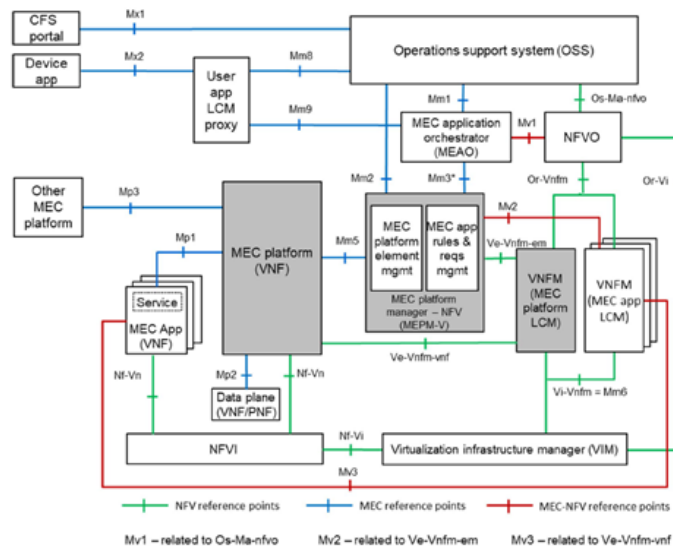 CFS
portal
Mx1
Operations support system (OSS)
Device
app
Mx2
User
app
LCM
proxy
Mm8
Mm9
Mm1
Os-Ma-nfvo
MEC application
orchestrator
(MEAO)
Mv1
NFVO
Mm2
Mm3*
Or-Vnfm
Or-Vi
Other
MEC
platform
Mp3
MEC platform
(VNF)
Mp1
Mm5
MEC
platform
element
mgmt
MEC app
rules &
reqs
mgmt
MEC platform
manager – NFV
(MEPM-V)
Mv2
Ve-Vnfm-em
VNFM
(MEC
platform
LCM)
VNFM
(MEC app
LCM)
Service
MEC App
(VNF)
Ve-Vnfm-vnf
Nf-Vn
Mp2
Nf-Vn
Data plane
(VNF/PNF)
Vi-Vnfm = Mm6
NFVI
Nf-Vi
Virtualization infrastructure manager (VIM)
Mv3
NFV reference points
MEC reference points
MEC-NFV reference points
Mv1 – related to Os-Ma-nfvo
Mv2 – related to Ve-Vnfm-em
Mv3 – related to Ve-Vnfm-vnf